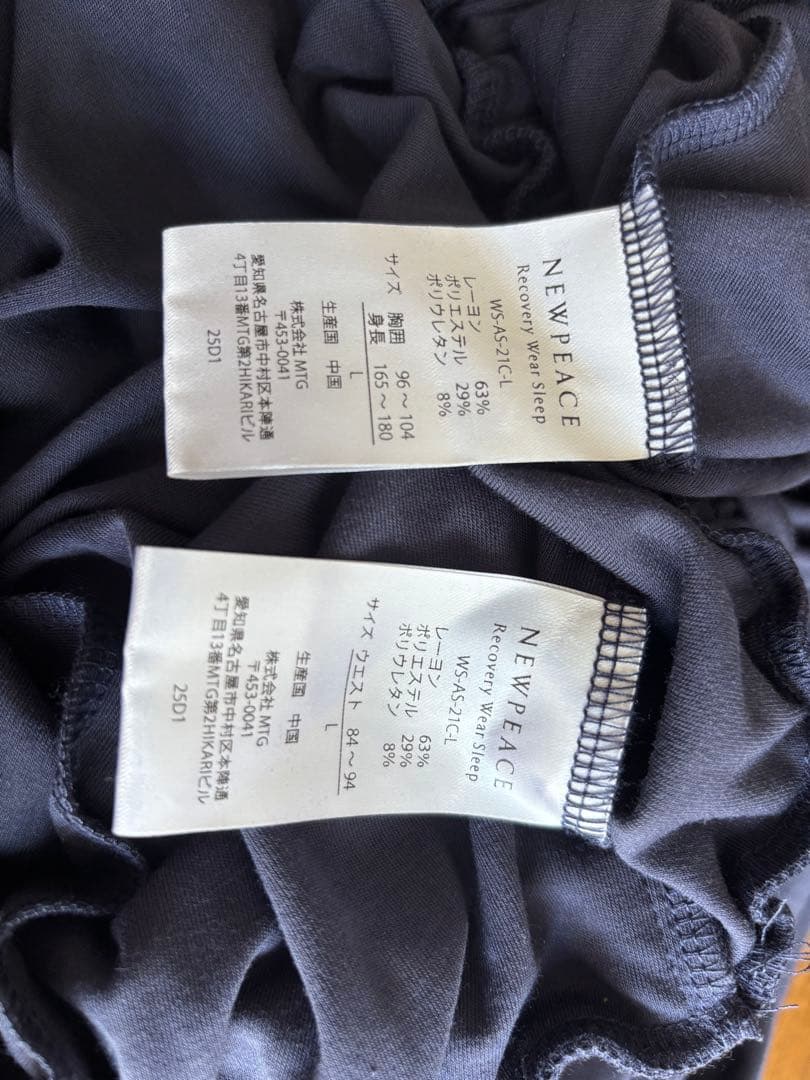 NEWPEACE
Recovery Wear Sleep
WS-AS-21C-L
レーヨン 63%
ポリエステル 29%
ポリウレタン 8%
サイズ 胸囲 96～104
身長 165～180
L
生産国 中国
株式会社 MTG
〒453-0041
愛知県名古屋市中村区本陣通
4丁目13番MTG第2HIKARIビル
25D1
NEWPEACE
Recovery Wear Sleep
WS-AS-21C-L
レーヨン 63%
ポリエステル 29%
ポリウレタン 8%
サイズ ウエスト 84～94
L
生産国 中国
株式会社 MTG
〒453-0041
愛知県名古屋市中村区本陣通
4丁目13番MTG第2HIKARIビル
25D1